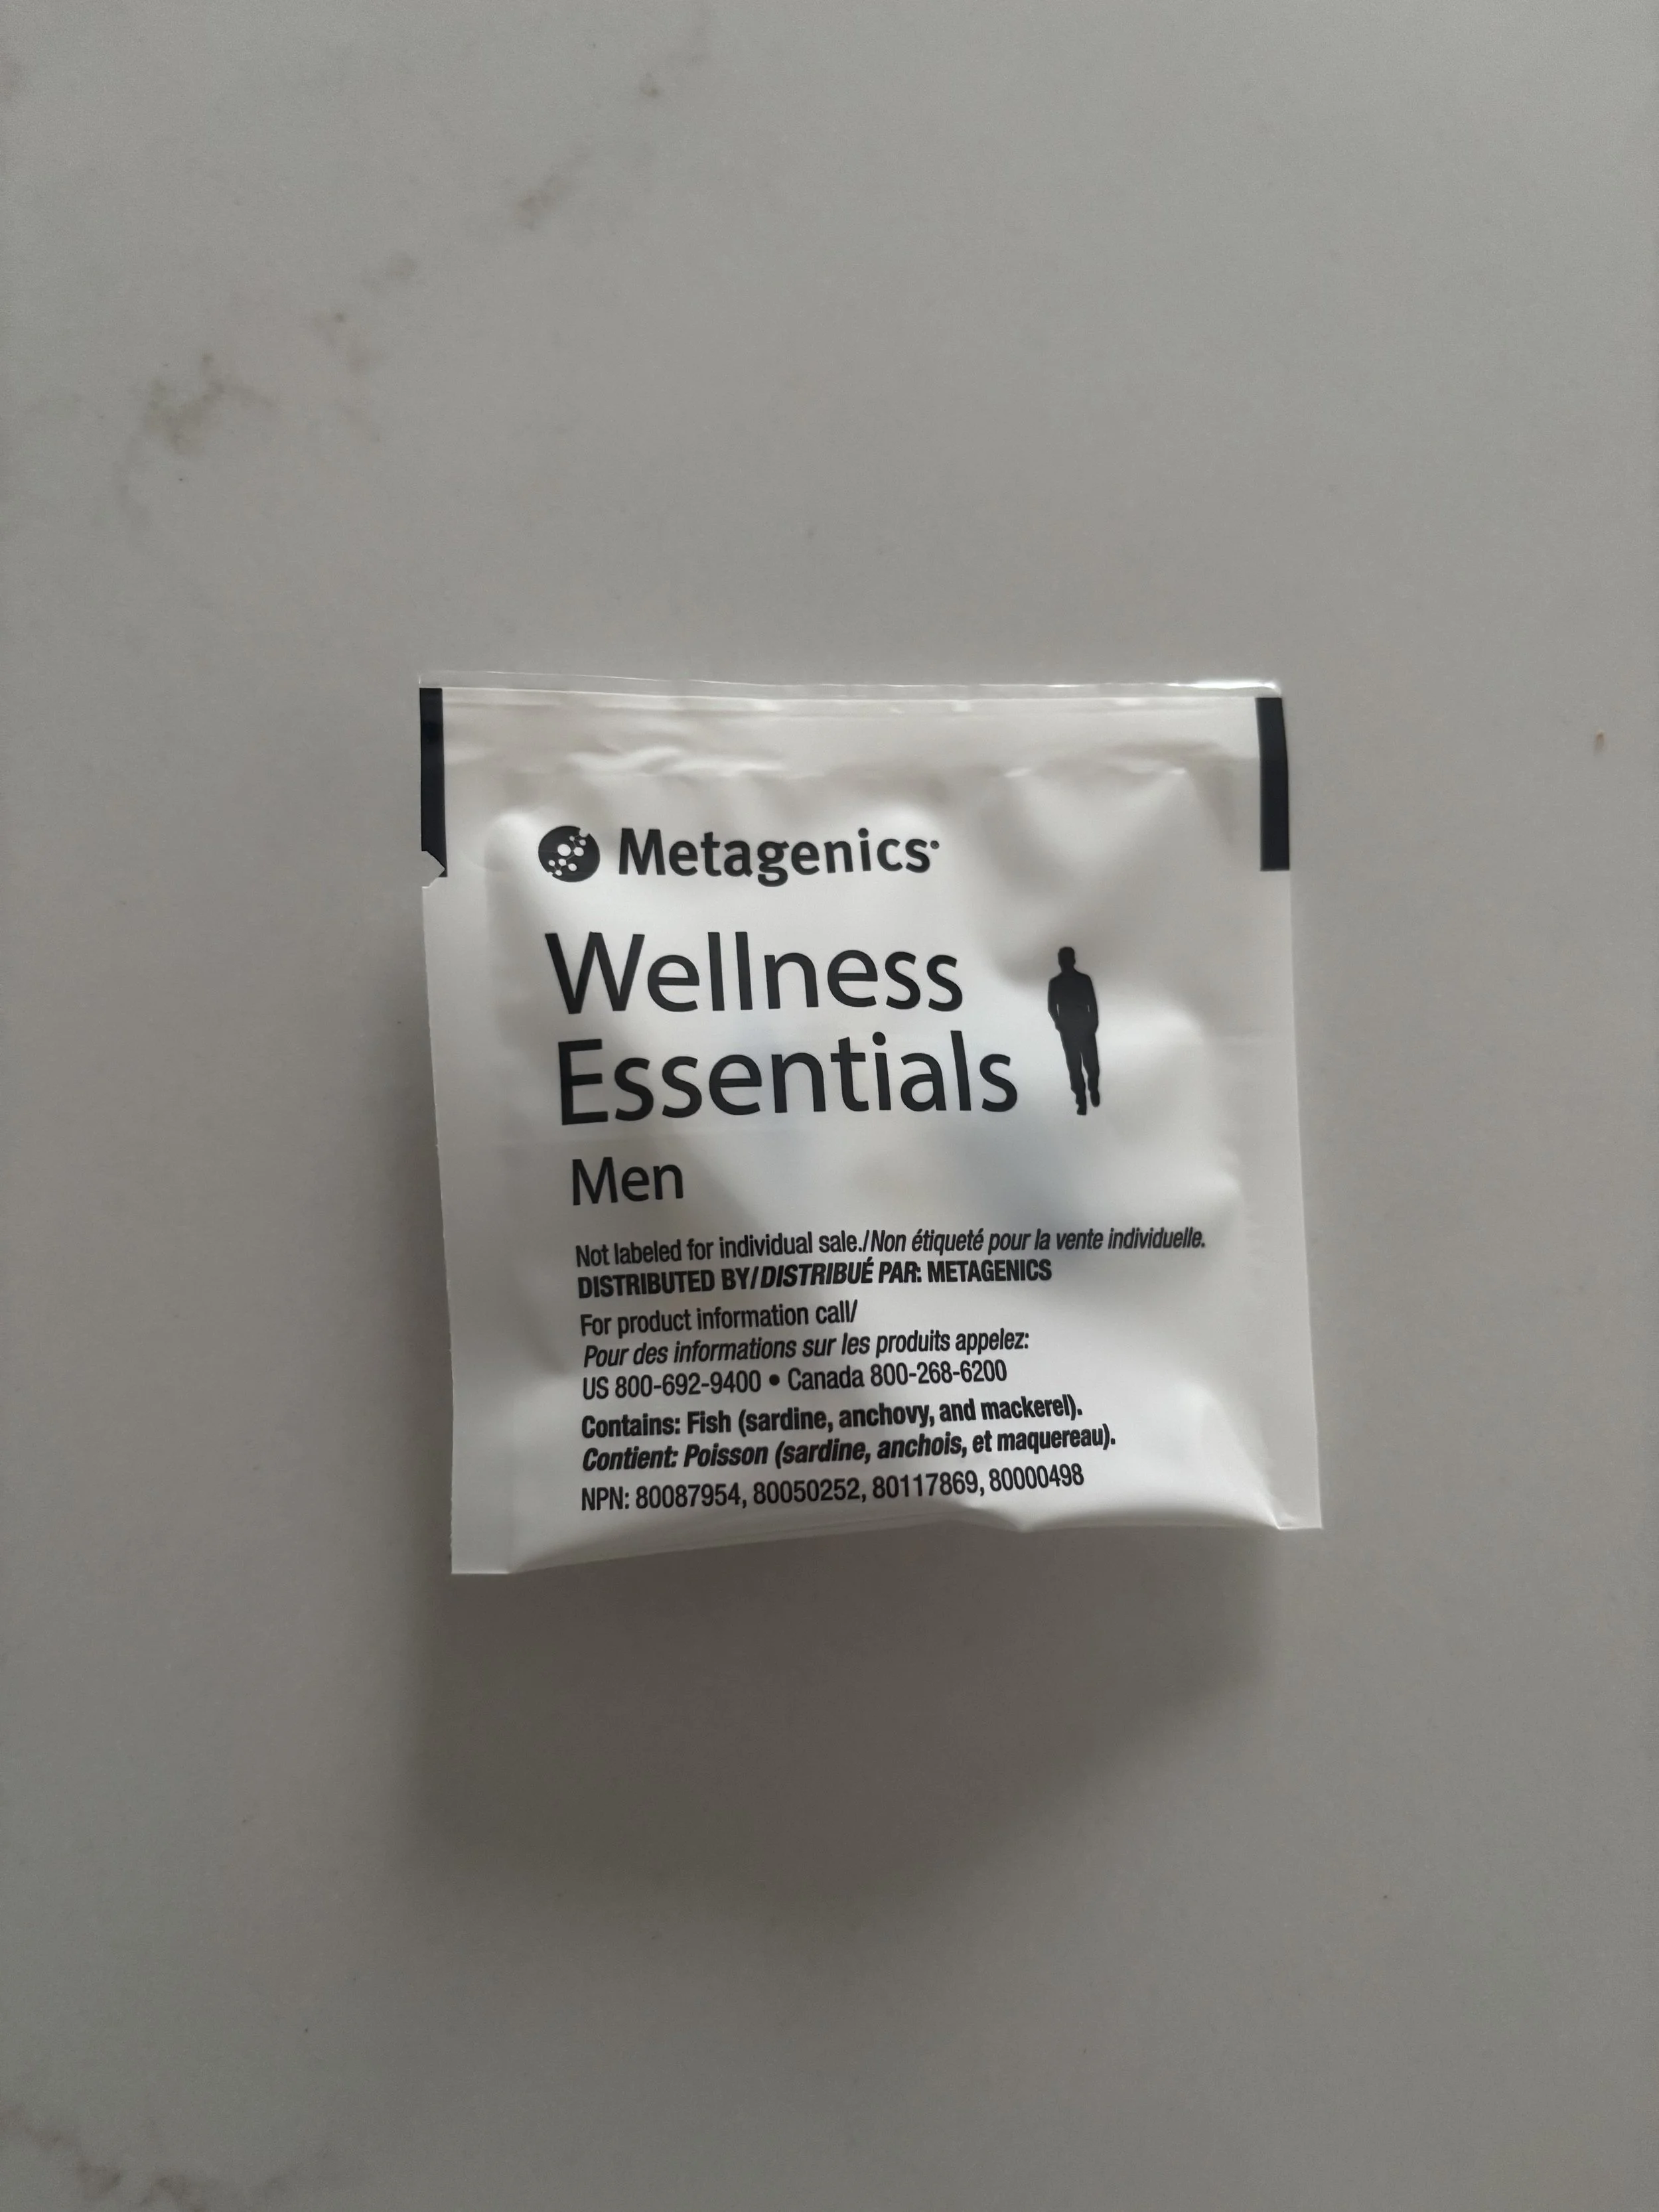 Metagenics
Wellness
Essentials
Men
Not labeled for individual sale./Non étiqueté pour la vente individuelle.
DISTRIBUTED BY/DISTRIBUÉ PAR: METAGENICS
For product information call/
Pour des informations sur les produits appelez:
US 800-692-9400 • Canada 800-268-6200
Contains: Fish (sardine, anchovy, and mackerel).
Contient: Poisson (sardine, anchois, et maquereau).
NPN: 80087954, 80050252, 80117869, 80000498